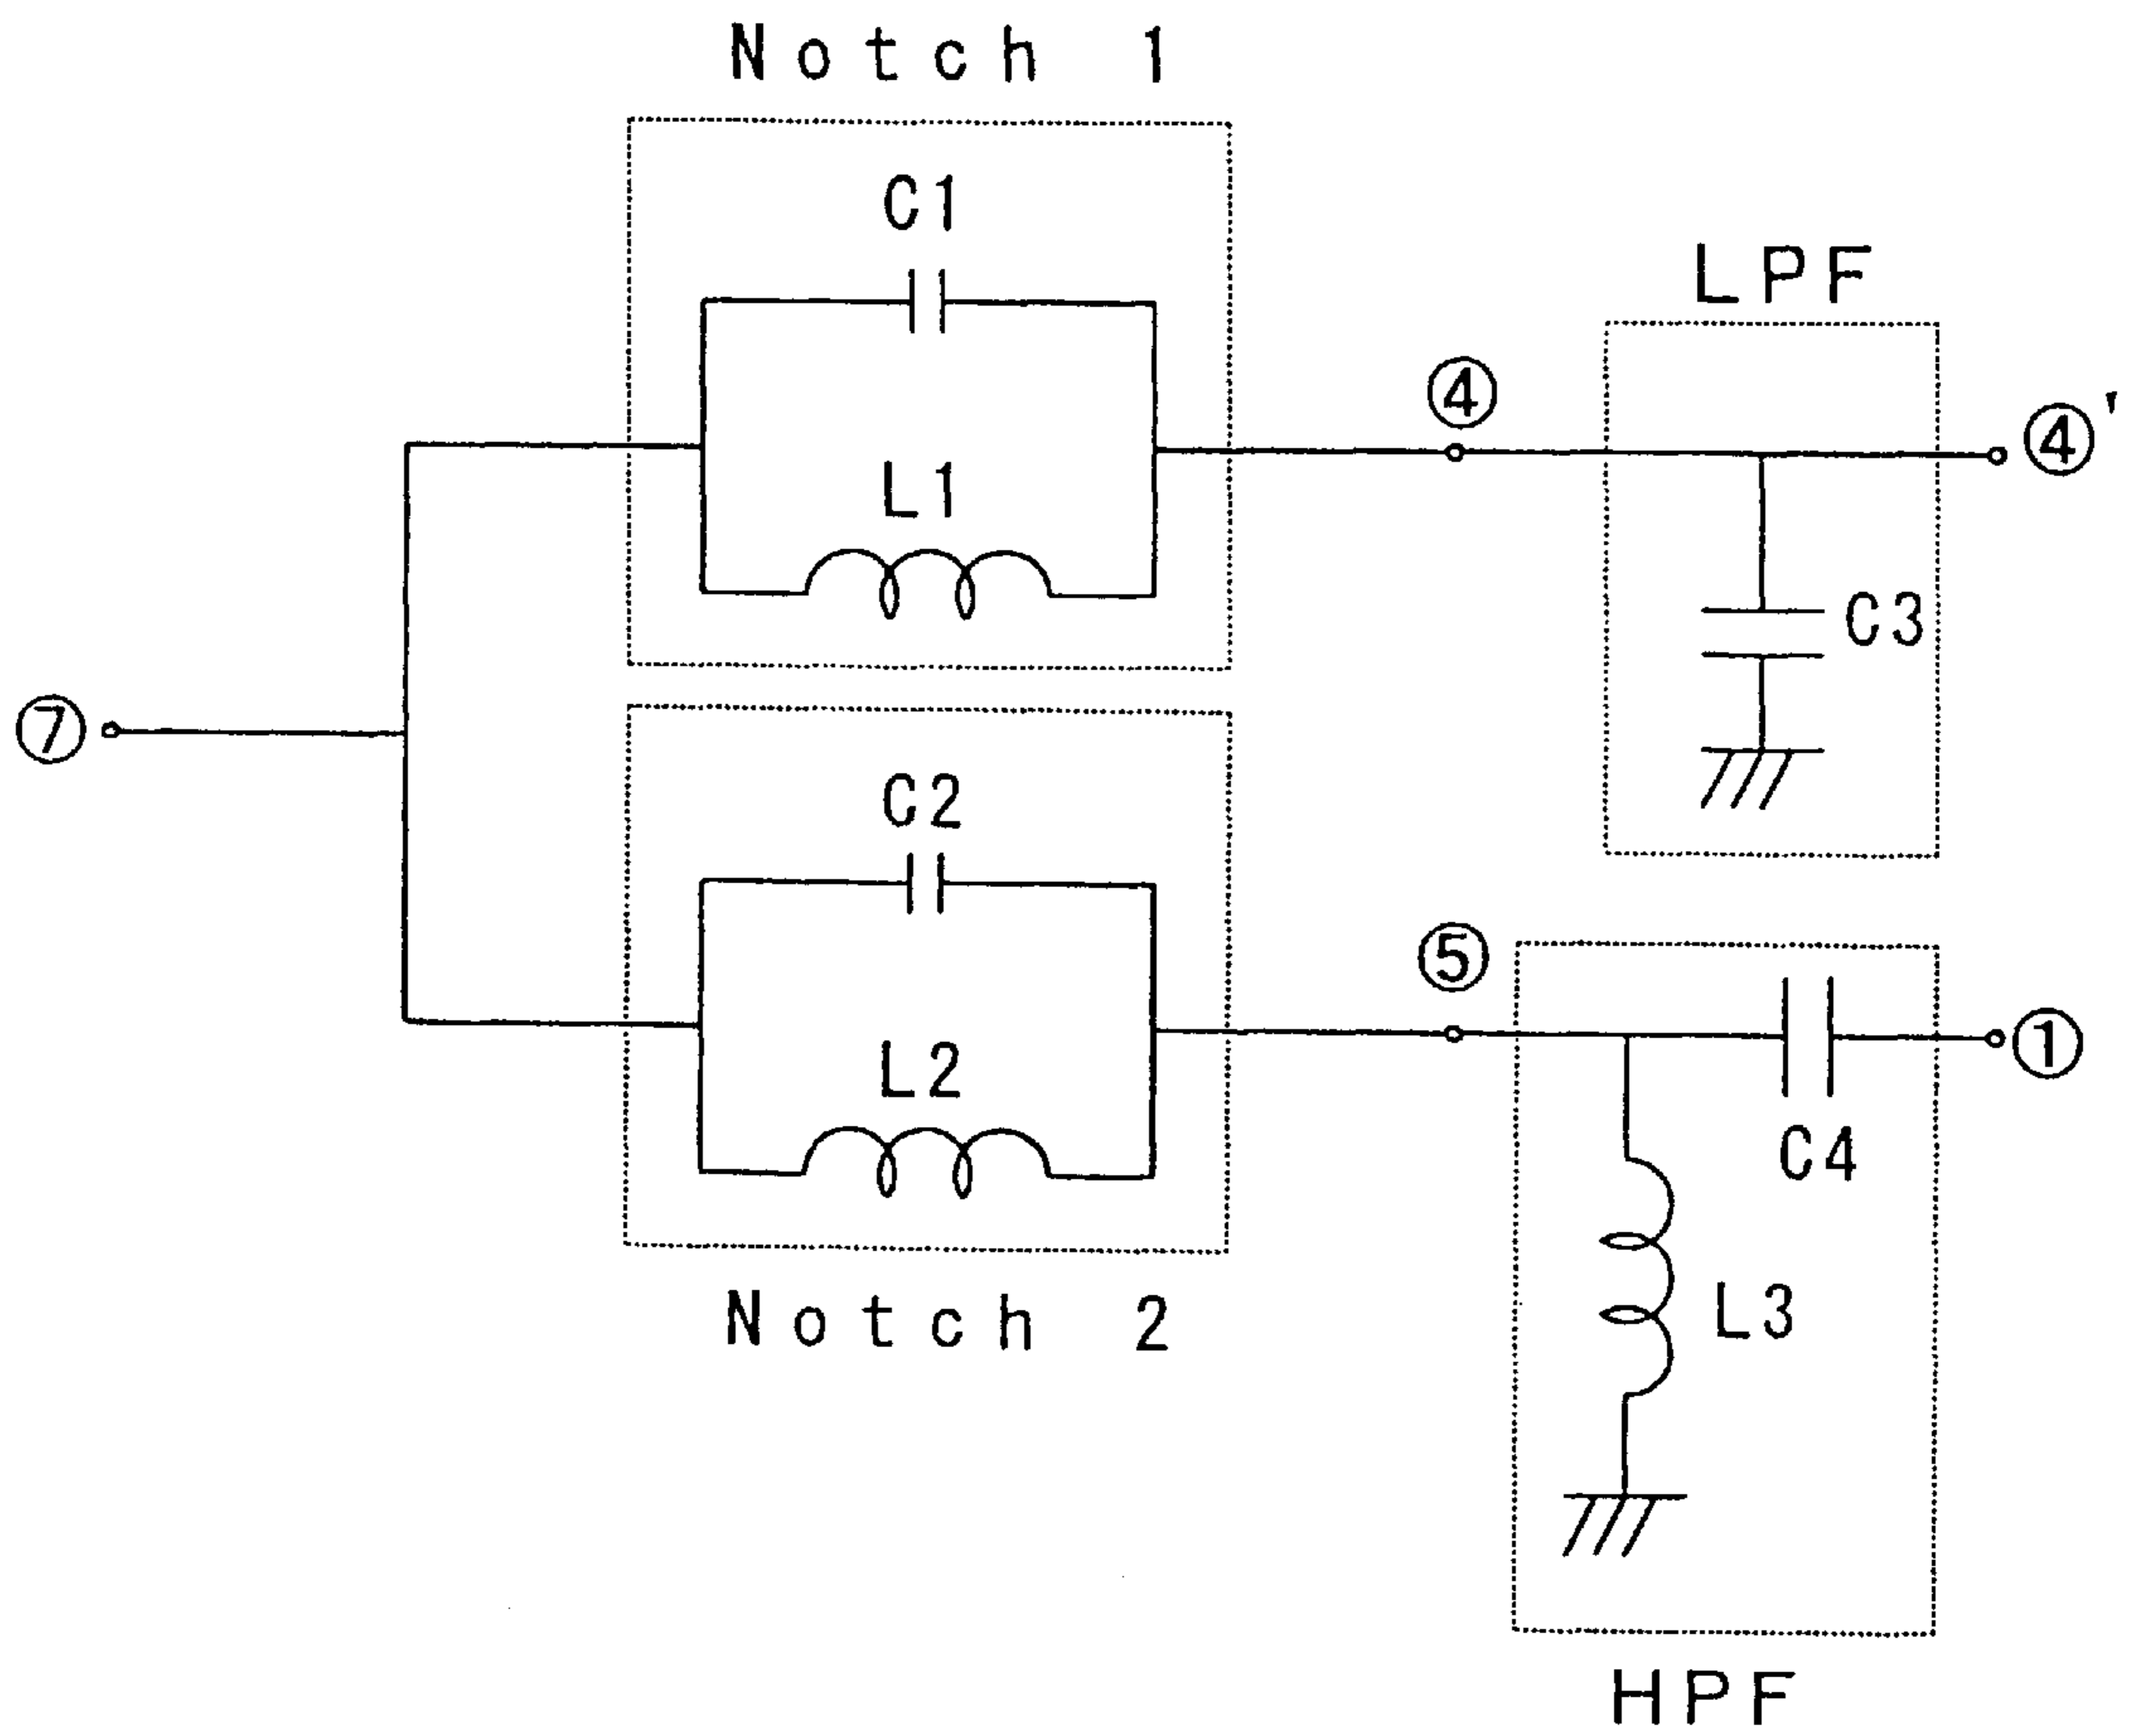 Notch 1
C1
LPF
④
④'
L1
C3
⑦
C2
⑤
①
L2
C4
L3
Notch 2
HPF